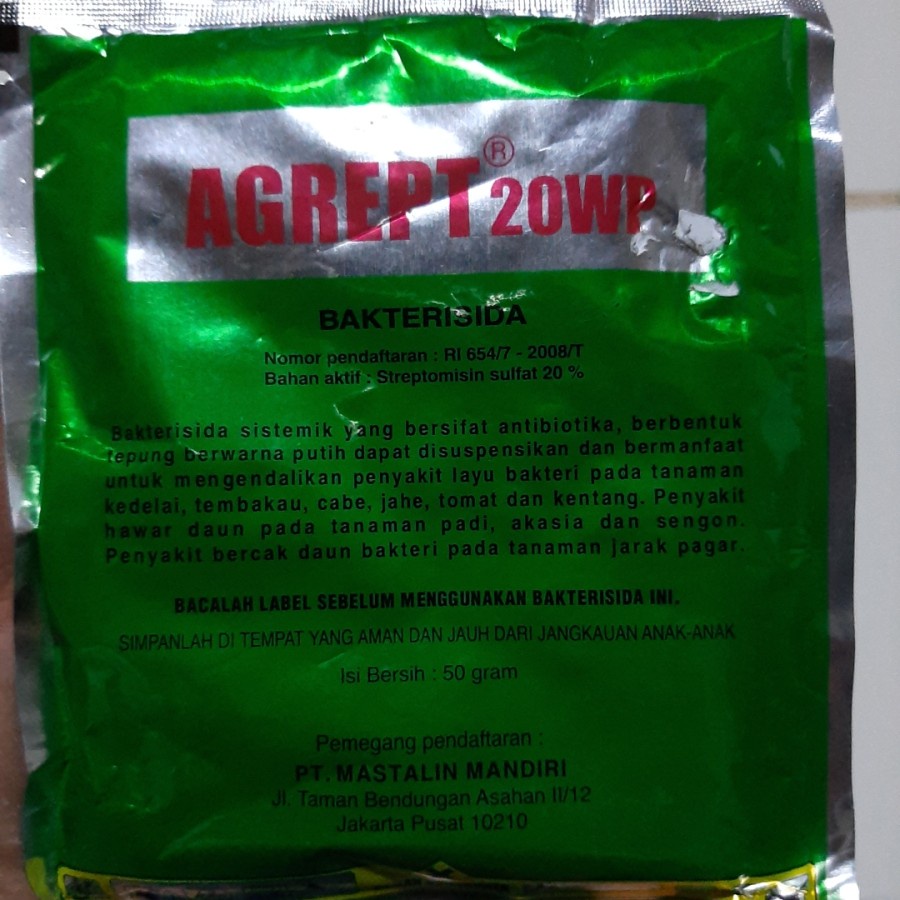 AGREPT® 20WP
BAKTERISIDA
Nomor pendaftaran : RI 654/7 - 2008/T
Bahan aktif : Streptomisin sulfat 20 %
Bakterisida sistemik yang bersifat antibiotika, berbentuk
tepung berwarna putih dapat disuspensikan dan bermanfaat
untuk mengendalikan penyakit layu bakteri pada tanaman
kedelai, tembakau, cabe, jahe, tomat dan kentang. Penyakit
hawar daun pada tanaman padi, akasia dan sengon.
Penyakit bercak daun bakteri pada tanaman jarak pagar.
BACALAH LABEL SEBELUM MENGGUNAKAN BAKTERISIDA INI.
SIMPANLAH DI TEMPAT YANG AMAN DAN JAUH DARI JANGKAUAN ANAK-ANAK
Isi Bersih : 50 gram
Pemegang pendaftaran :
PT. MASTALIN MANDIRI
Jl. Taman Bendungan Asahan II/12
Jakarta Pusat 10210